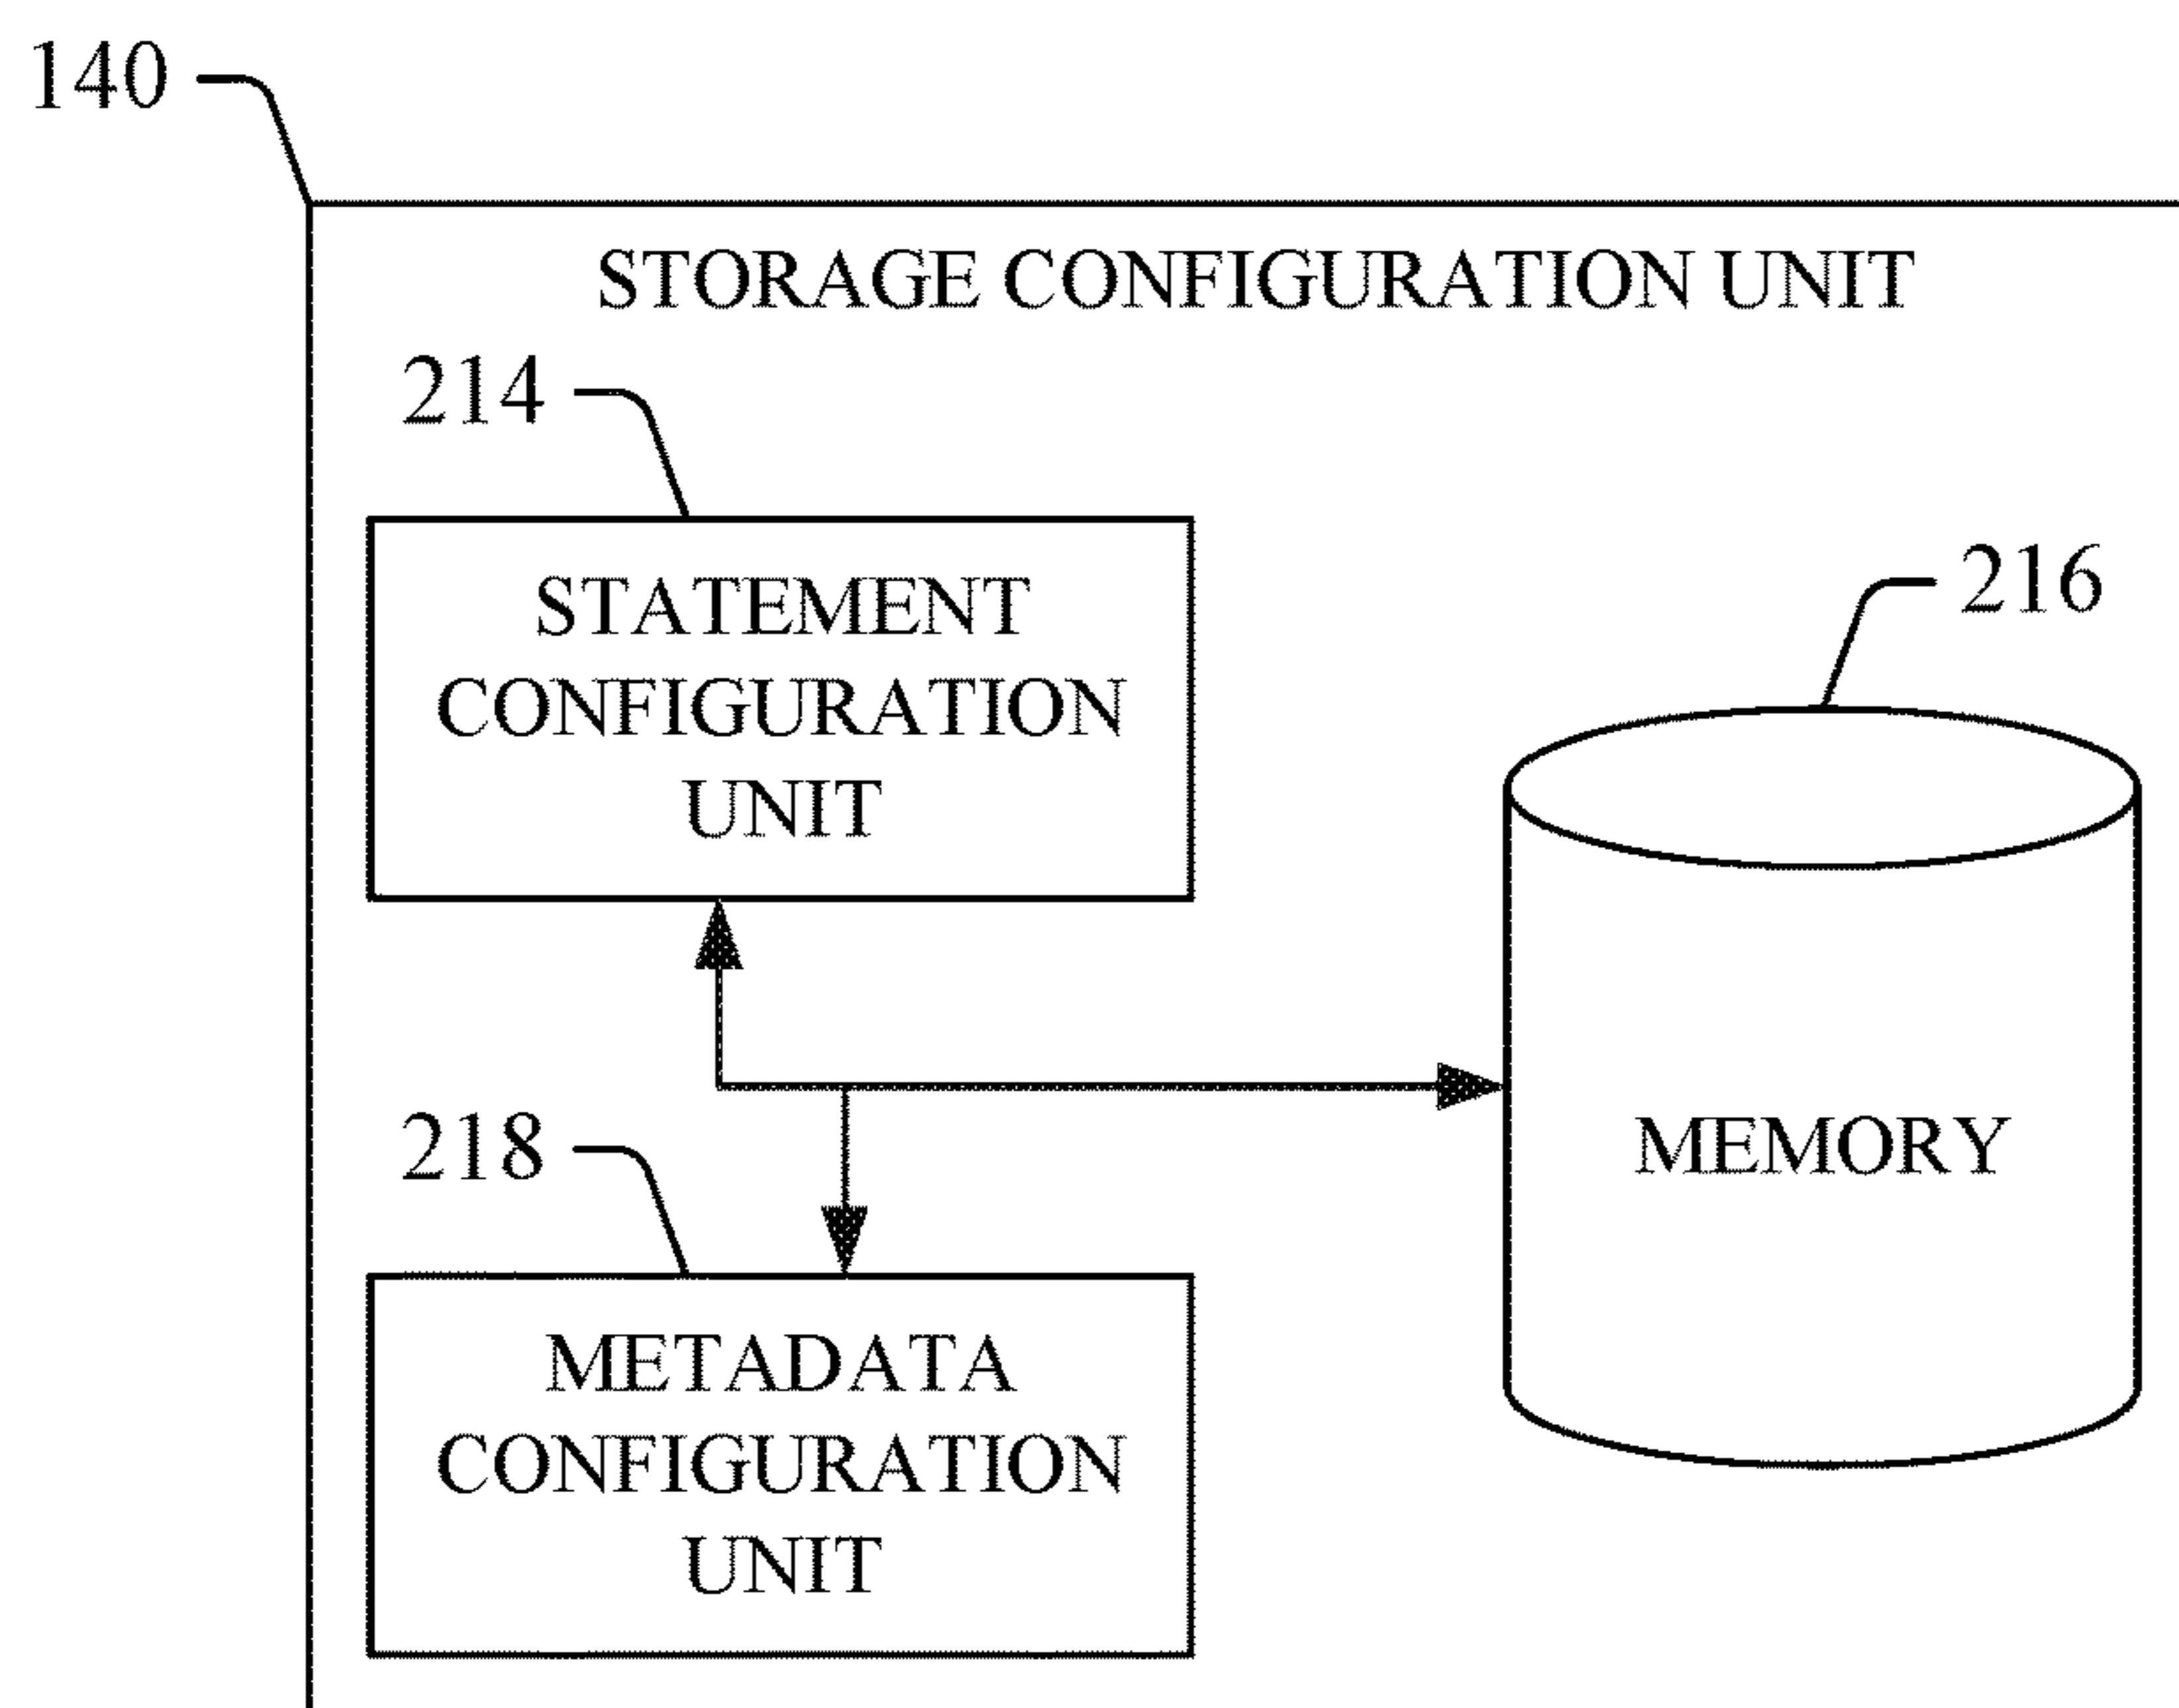 140
STORAGE CONFIGURATION UNIT
214
STATEMENT
CONFIGURATION
UNIT
216
MEMORY
218
METADATA
CONFIGURATION
UNIT